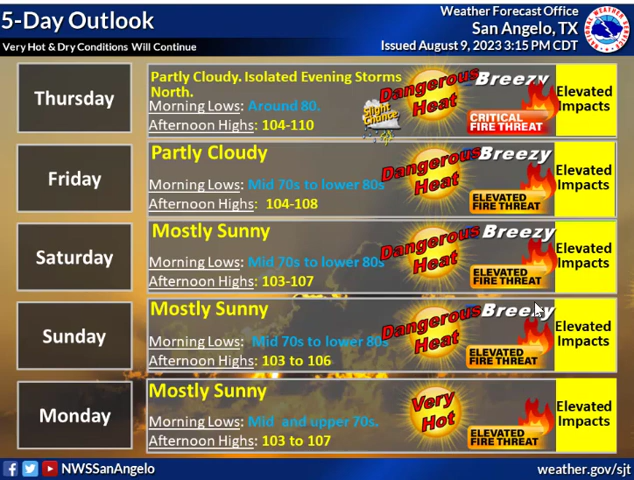 5-Day Outlook
Very Hot & Dry Conditions Will Continue
Weather Forecast Office
San Angelo, TX
Issued August 9, 2023 3:15 PM CDT
NATIONAL WEATHER SERVICE
Thursday
Partly Cloudy. Isolated Evening Storms
North.
Morning Lows: Around 80.
Afternoon Highs: 104-110
Slight
Chance
Dangerous
Heat
Breezy
CRITICAL
FIRE THREAT
Elevated
Impacts
Friday
Partly Cloudy
Morning Lows: Mid 70s to lower 80s
Afternoon Highs: 104-108
Dangerous
Heat
Breezy
ELEVATED
FIRE THREAT
Elevated
Impacts
Saturday
Mostly Sunny
Morning Lows: Mid 70s to lower 80s
Afternoon Highs: 103-107
Dangerous
Heat
Breezy
ELEVATED
FIRE THREAT
Elevated
Impacts
Sunday
Mostly Sunny
Morning Lows: Mid 70s to lower 80s
Afternoon Highs: 103 to 106
Dangerous
Heat
Breezy
ELEVATED
FIRE THREAT
Elevated
Impacts
Monday
Mostly Sunny
Morning Lows: Mid and upper 70s.
Afternoon Highs: 103 to 107
Very
Hot
ELEVATED
FIRE THREAT
Elevated
Impacts
NWSSanAngelo
weather.gov/sjt